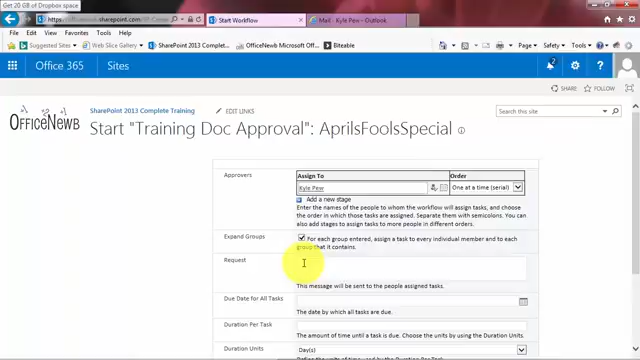 Get 20 GB of Dropbox space
Start Workflow
Mail - Kyle Pew - Outlook
File Edit View Favorites Tools Help
SharePoint 2013 Complet...
OfficeNewb Microsoft Off...
Biteable
Page Safety Tools
Office 365 Sites
2
SHARE FOLLOW
OfficeNewb
SharePoint 2013 Complete Training EDIT LINKS
Search this site
Start "Training Doc Approval": AprilsFoolsSpecial
Approvers
Assign To Order
Kyle Pew One at a time (serial)
Add a new stage
Enter the names of the people to whom the workflow will assign tasks, and choose
the order in which those tasks are assigned. Separate them with semicolons. You can
also add stages to assign tasks to more people in different orders.
Expand Groups
For each group entered, assign a task to every individual member and to each
group that it contains.
Request
This message will be sent to the people assigned tasks.
Due Date for All Tasks
The date by which all tasks are due.
Duration Per Task
The amount of time until a task is due. Choose the units by using the Duration Units.
Duration Units Day(s)